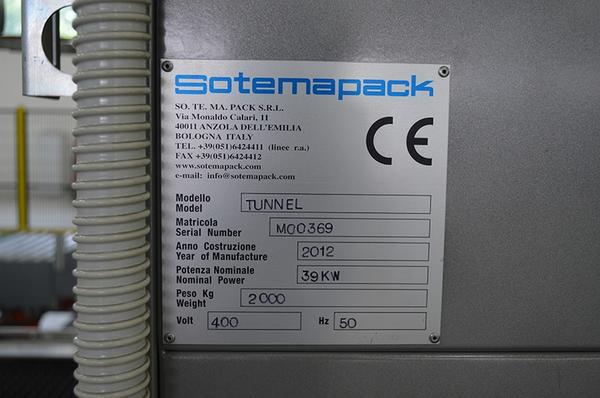 Sotemapack
SO. TE. MA. PACK S.R.L.
Via Monaldo Calari, 11
40011 ANZOLA DELL'EMILIA
BOLOGNA ITALY
TEL. +39(051)6424411 (linee r.a.)
FAX +39(051)6424412
www.sotemapack.com
e-mail: info@sotemapack.com
CE
Modello
Model TUNNEL
Matricola
Serial Number M00369
Anno Costruzione
Year of Manufacture 2012
Potenza Nominale
Nominal Power 39KW
Peso Kg
Weight 2000
Volt 400 Hz 50